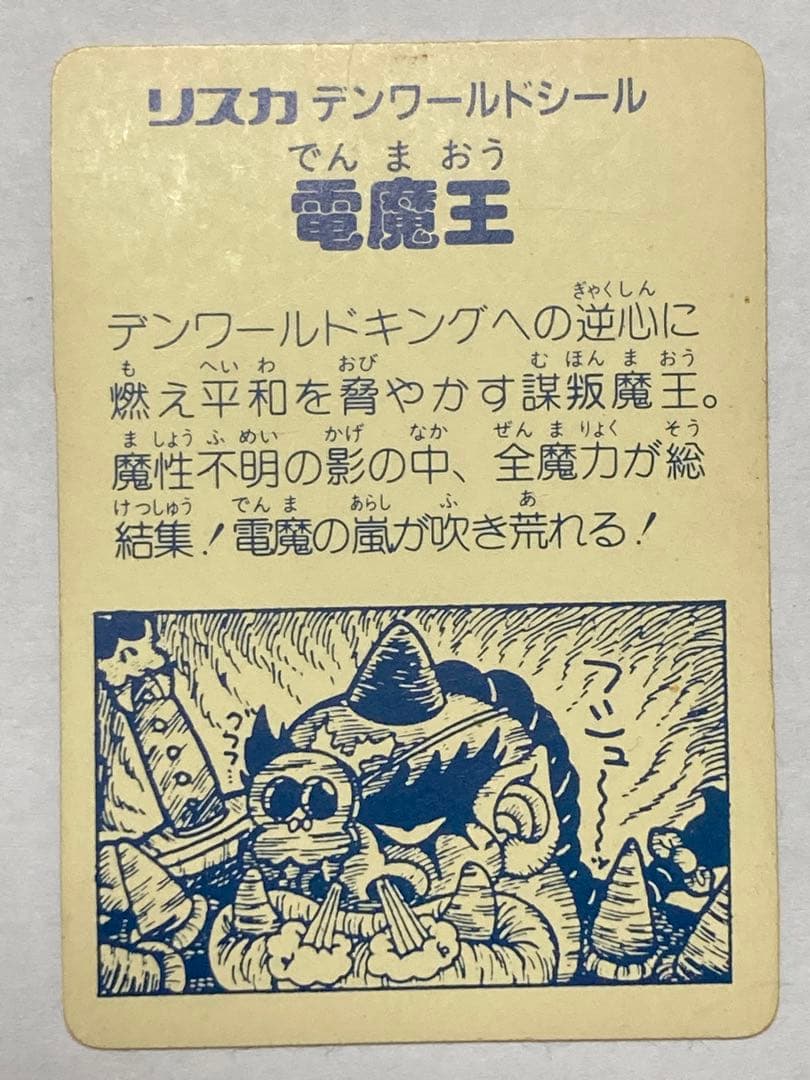 リスカ デンワールドシール
でんまおう
電魔王
ぎゃくしん
デンワールドキングへの逆心に
も へいわ おび むほんまおう
燃え平和を脅やかす謀叛魔王。
ましょうふめい かげ なか ぜんまりょく そう
魔性不明の影の中、全魔力が総
けっしゅう でんま あらし ふ あ
結集!電魔の嵐が吹き荒れる!
ゴゴゴ…
フシュー